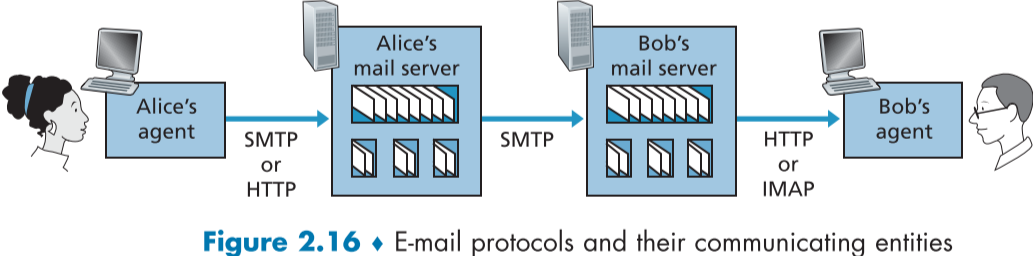 Alice's
agent
SMTP
or
HTTP
Alice's
mail server
SMTP
Bob's
mail server
HTTP
or
IMAP
Bob's
agent
Figure 2.16 ♦ E-mail protocols and their communicating entities